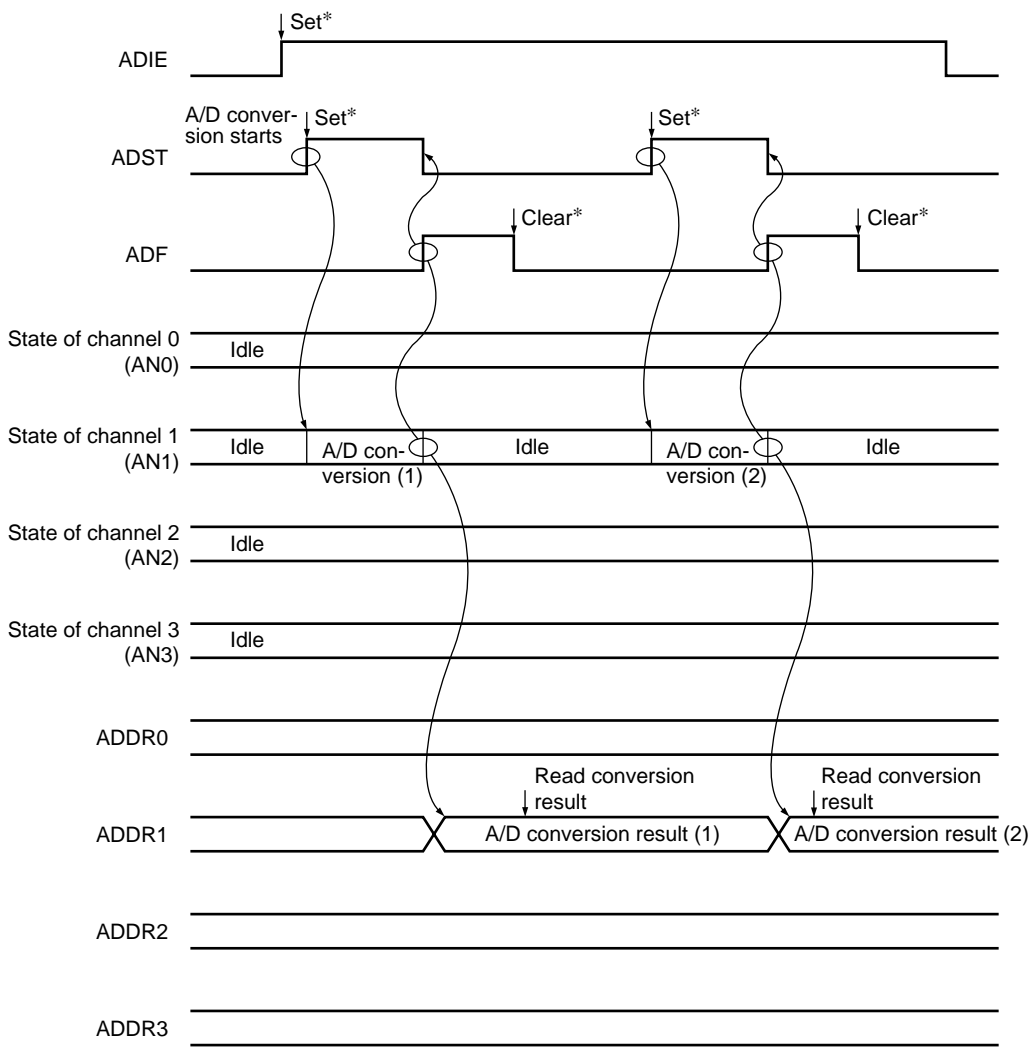 Set*
ADIE
A/D conver-
sion starts
Set*
Set*
ADST
Clear*
Clear*
ADF
State of channel 0
(AN0)
Idle
State of channel 1
(AN1)
Idle
A/D con-
version (1)
Idle
A/D con-
version (2)
Idle
State of channel 2
(AN2)
Idle
State of channel 3
(AN3)
Idle
ADDR0
Read conversion
result
Read conversion
result
ADDR1
A/D conversion result (1)
A/D conversion result (2)
ADDR2
ADDR3